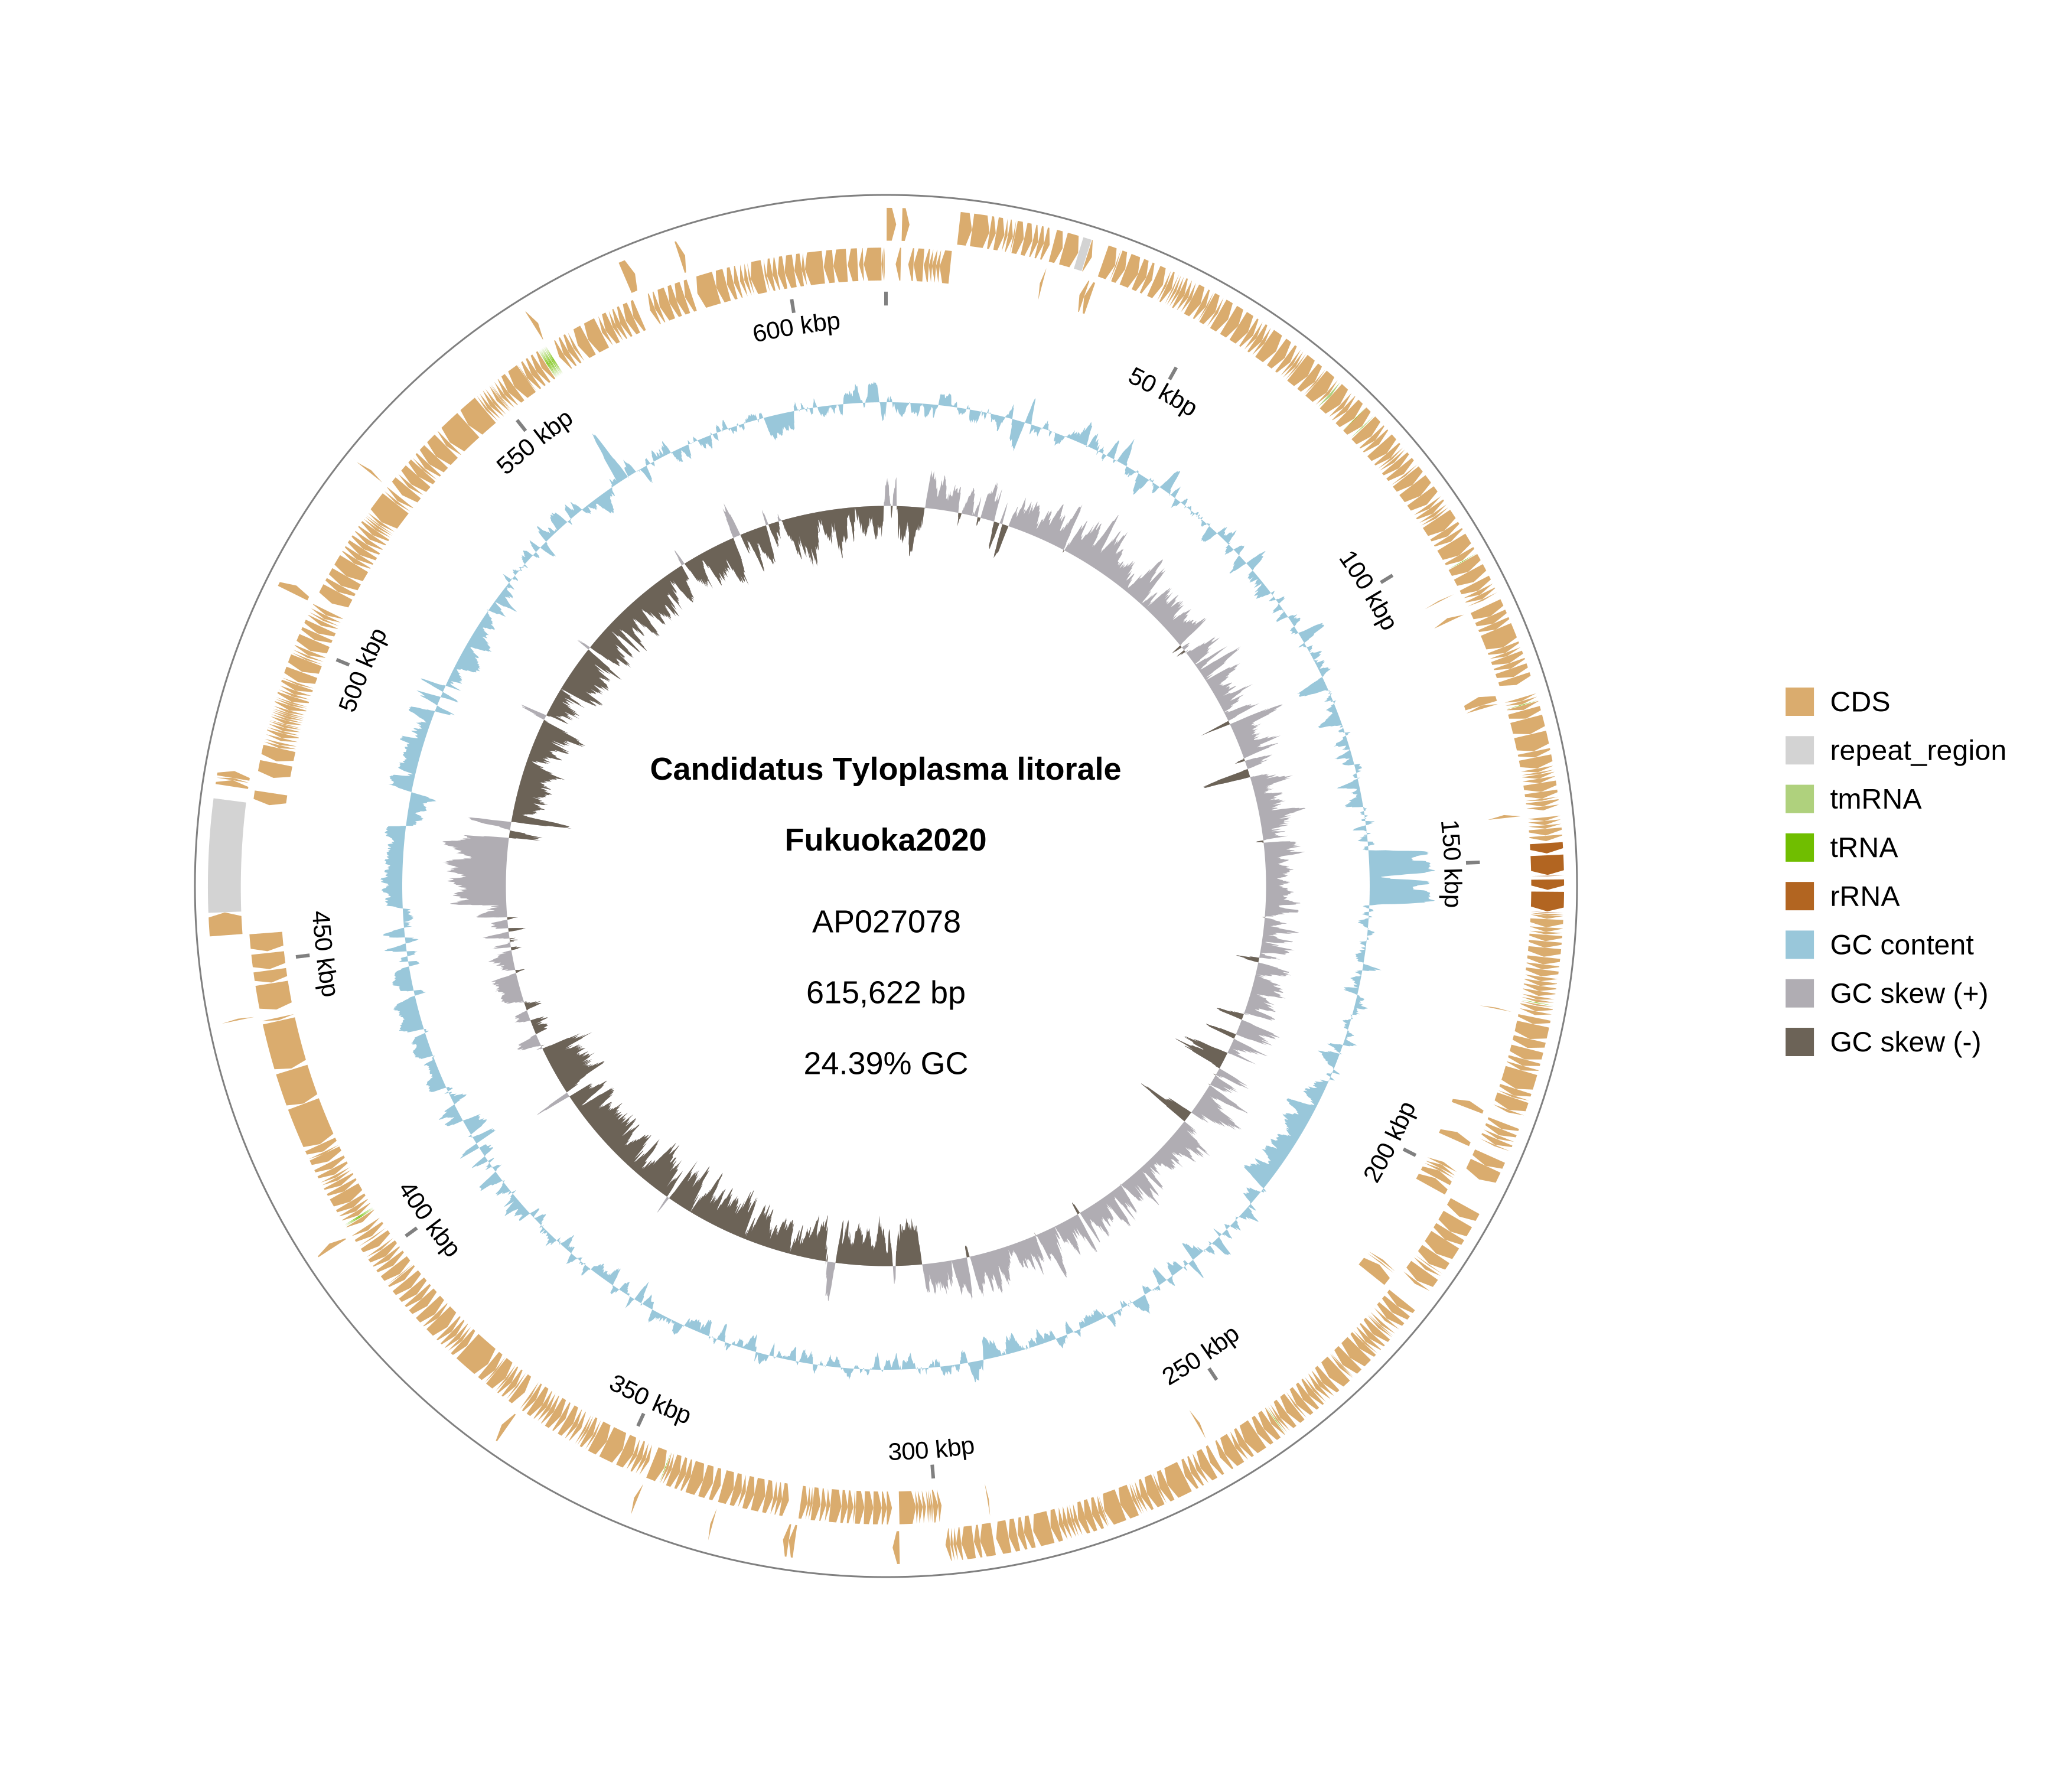 Candidatus Tyloplasma litorale
Fukuoka2020
AP027078
615,622 bp
24.39% GC
50 kbp
100 kbp
150 kbp
200 kbp
250 kbp
300 kbp
350 kbp
400 kbp
450 kbp
500 kbp
550 kbp
600 kbp
CDS
repeat_region
tmRNA
tRNA
rRNA
GC content
GC skew (+)
GC skew (-)